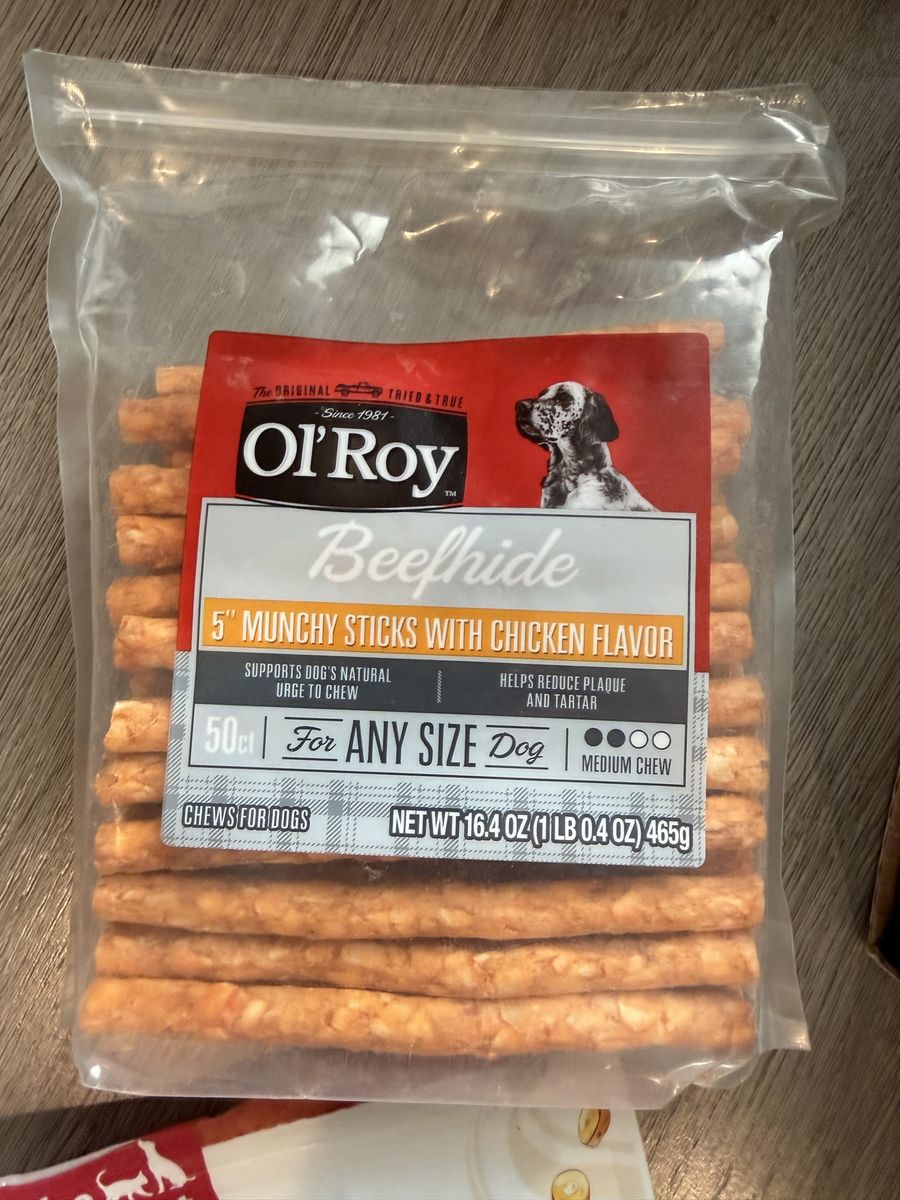 The ORIGINAL TRIED & TRUE
- Since 1981 -
Ol' Roy™
Beefhide
5" MUNCHY STICKS WITH CHICKEN FLAVOR
SUPPORTS DOG'S NATURAL
URGE TO CHEW
HELPS REDUCE PLAQUE
AND TARTAR
50ct
For ANY SIZE Dog
MEDIUM CHEW
CHEWS FOR DOGS
NET WT 16.4 OZ (1 LB 0.4 OZ) 465g